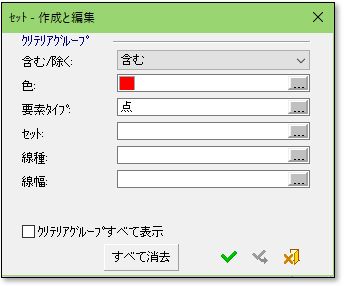 ｾｯﾄ - 作成と編集
ｸﾘﾃﾘｱｸﾞﾙｰﾌﾟ
含む/除く:
含む
色:
...
要素ﾀｲﾌﾟ:
点
...
ｾｯﾄ:
...
線種:
...
線幅:
...
ｸﾘﾃﾘｱｸﾞﾙｰﾌﾟすべて表示
すべて消去